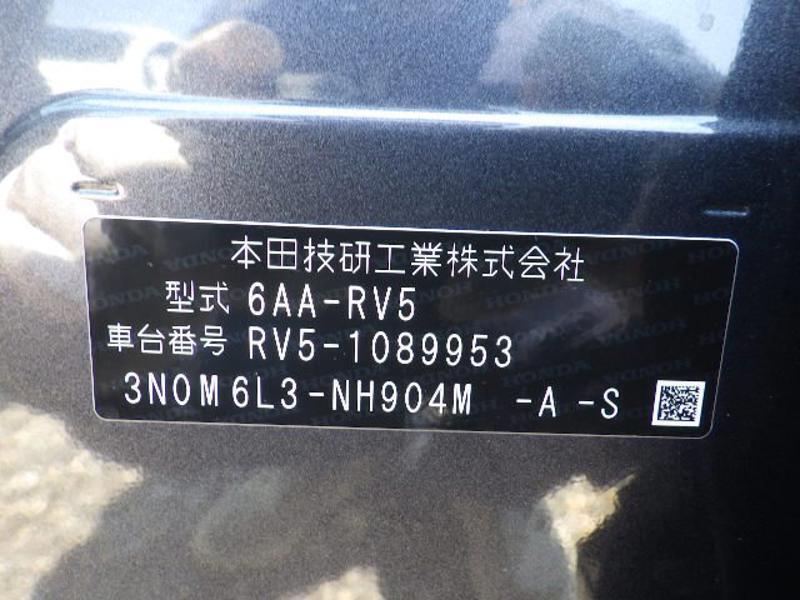 本田技研工業株式会社
型式 6AA-RV5
車台番号 RV5-1089953
3N0M6L3-NH904M -A -S